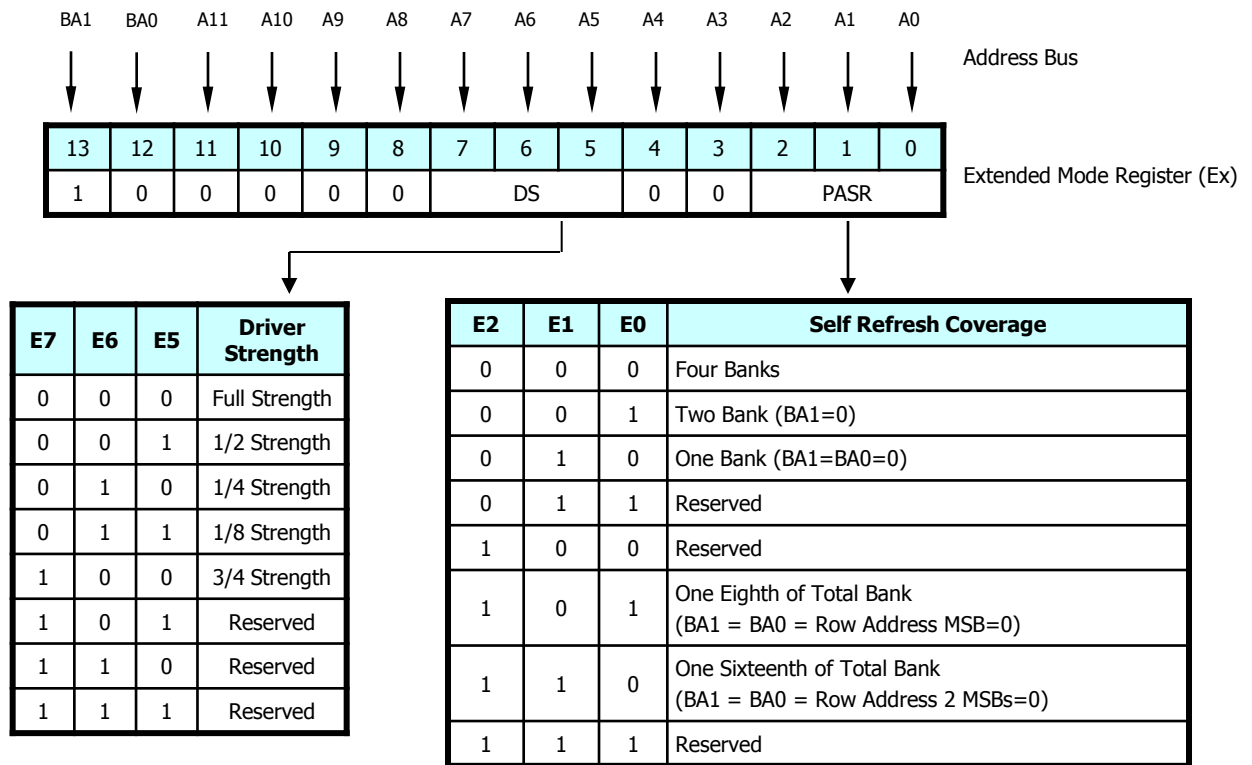 BA1 BA0 A11 A10 A9 A8 A7 A6 A5 A4 A3 A2 A1 A0
Address Bus
13 12 11 10 9 8 7 6 5 4 3 2 1 0
1 0 0 0 0 0 DS 0 0 PASR
Extended Mode Register (Ex)
E7 E6 E5 Driver
Strength
0 0 0 Full Strength
0 0 1 1/2 Strength
0 1 0 1/4 Strength
0 1 1 1/8 Strength
1 0 0 3/4 Strength
1 0 1 Reserved
1 1 0 Reserved
1 1 1 Reserved
E2 E1 E0 Self Refresh Coverage
0 0 0 Four Banks
0 0 1 Two Bank (BA1=0)
0 1 0 One Bank (BA1=BA0=0)
0 1 1 Reserved
1 0 0 Reserved
1 0 1 One Eighth of Total Bank
(BA1 = BA0 = Row Address MSB=0)
1 1 0 One Sixteenth of Total Bank
(BA1 = BA0 = Row Address 2 MSBs=0)
1 1 1 Reserved